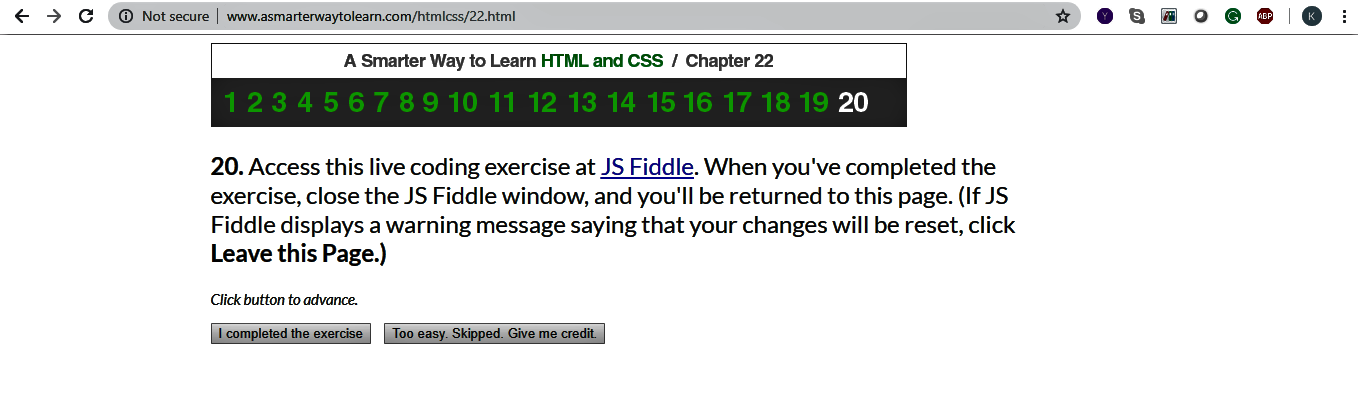 Not secure | www.asmarterwaytolearn.com/htmlcss/22.html
Y S G ABP K
A Smarter Way to Learn HTML and CSS / Chapter 22
1 2 3 4 5 6 7 8 9 10 11 12 13 14 15 16 17 18 19 20
20. Access this live coding exercise at JS Fiddle. When you've completed the
exercise, close the JS Fiddle window, and you'll be returned to this page. (If JS
Fiddle displays a warning message saying that your changes will be reset, click
Leave this Page.)
Click button to advance.
I completed the exercise Too easy. Skipped. Give me credit.